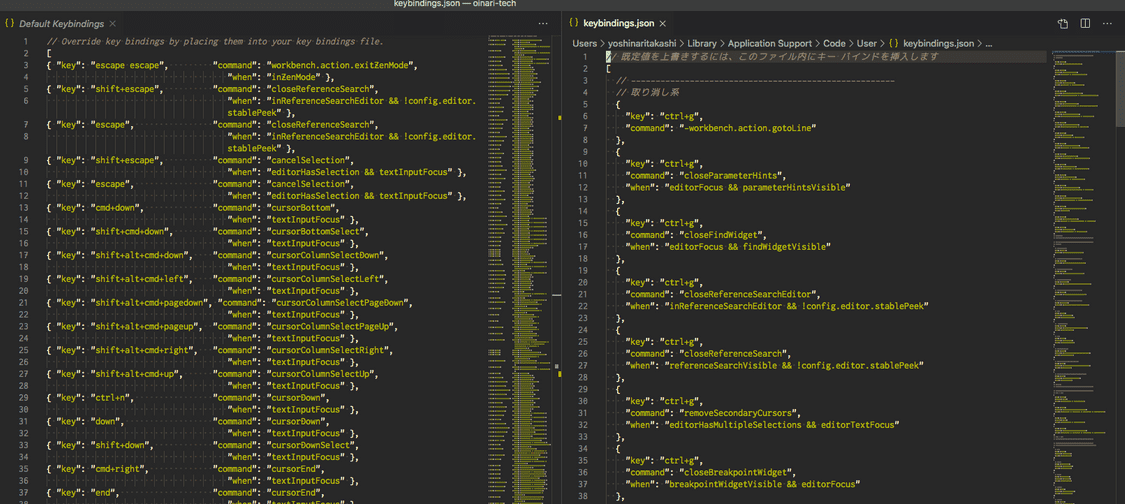 keybindings.json — oinari-tech
{} Default Keybindings ×
1 // Override key bindings by placing them into your key bindings file.
2 [
3 { "key": "escape escape", "command": "workbench.action.exitZenMode",
4 "when": "inZenMode" },
5 { "key": "shift+escape", "command": "closeReferenceSearch",
6 "when": "inReferenceSearchEditor && !config.editor.
stablePeek" },
7 { "key": "escape", "command": "closeReferenceSearch",
8 "when": "inReferenceSearchEditor && !config.editor.
stablePeek" },
9 { "key": "shift+escape", "command": "cancelSelection",
10 "when": "editorHasSelection && textInputFocus" },
11 { "key": "escape", "command": "cancelSelection",
12 "when": "editorHasSelection && textInputFocus" },
13 { "key": "cmd+down", "command": "cursorBottom",
14 "when": "textInputFocus" },
15 { "key": "shift+cmd+down", "command": "cursorBottomSelect",
16 "when": "textInputFocus" },
17 { "key": "shift+alt+cmd+down", "command": "cursorColumnSelectDown",
18 "when": "textInputFocus" },
19 { "key": "shift+alt+cmd+left", "command": "cursorColumnSelectLeft",
20 "when": "textInputFocus" },
21 { "key": "shift+alt+cmd+pagedown", "command": "cursorColumnSelectPageDown",
22 "when": "textInputFocus" },
23 { "key": "shift+alt+cmd+pageup", "command": "cursorColumnSelectPageUp",
24 "when": "textInputFocus" },
25 { "key": "shift+alt+cmd+right", "command": "cursorColumnSelectRight",
26 "when": "textInputFocus" },
27 { "key": "shift+alt+cmd+up", "command": "cursorColumnSelectUp",
28 "when": "textInputFocus" },
29 { "key": "ctrl+n", "command": "cursorDown",
30 "when": "textInputFocus" },
31 { "key": "down", "command": "cursorDown",
32 "when": "textInputFocus" },
33 { "key": "shift+down", "command": "cursorDownSelect",
34 "when": "textInputFocus" },
35 { "key": "cmd+right", "command": "cursorEnd",
36 "when": "textInputFocus" },
37 { "key": "end", "command": "cursorEnd",
38 "when": "textInputFocus" },
{} keybindings.json ×
Users > yoshinaritakashi > Library > Application Support > Code > User > {} keybindings.json > ...
1 // 既定値を上書きするには、このファイル内にキー バインドを挿入します
2 [
3 // --------------------------------------------------
4 // 取り消し系
5 {
6 "key": "ctrl+g",
7 "command": "-workbench.action.gotoLine"
8 },
9 {
10 "key": "ctrl+g",
11 "command": "closeParameterHints",
12 "when": "editorFocus && parameterHintsVisible"
13 },
14 {
15 "key": "ctrl+g",
16 "command": "closeFindWidget",
17 "when": "editorFocus && findWidgetVisible"
18 },
19 {
20 "key": "ctrl+g",
21 "command": "closeReferenceSearchEditor",
22 "when": "inReferenceSearchEditor && !config.editor.stablePeek"
23 },
24 {
25 "key": "ctrl+g",
26 "command": "closeReferenceSearch",
27 "when": "referenceSearchVisible && !config.editor.stablePeek"
28 },
29 {
30 "key": "ctrl+g",
31 "command": "removeSecondaryCursors",
32 "when": "editorHasMultipleSelections && editorTextFocus"
33 },
34 {
35 "key": "ctrl+g",
36 "command": "closeBreakpointWidget",
37 "when": "breakpointWidgetVisible && editorFocus"
38 },